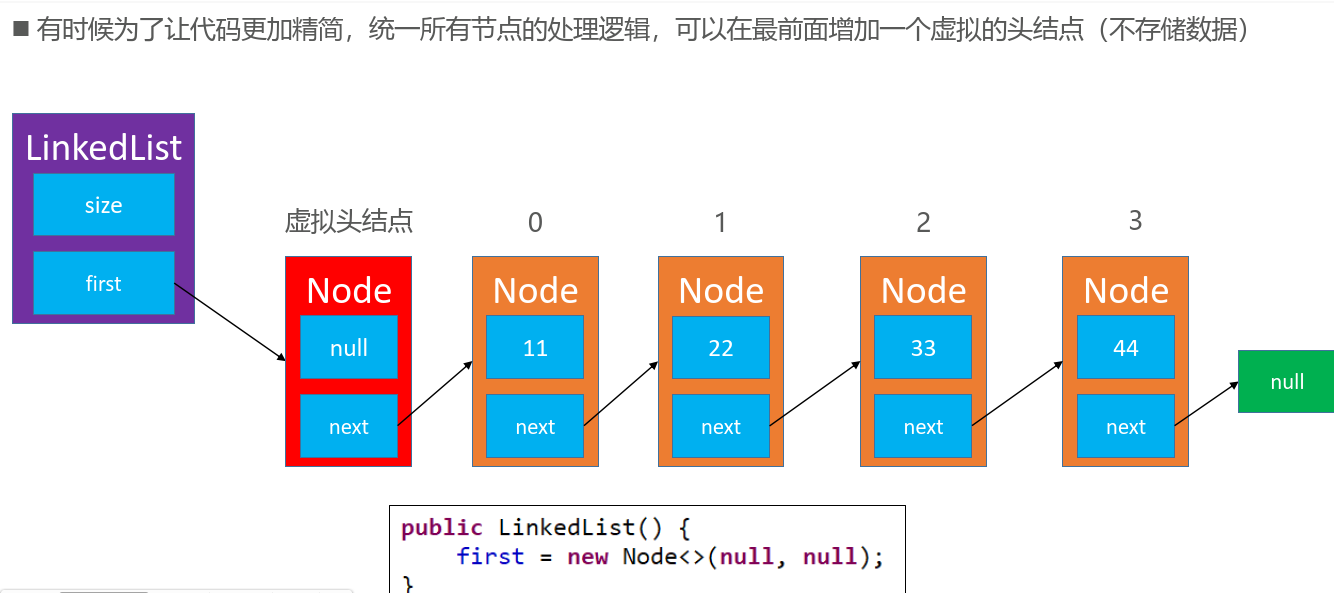 ■ 有时候为了让代码更加精简，统一所有节点的处理逻辑，可以在最前面增加一个虚拟的头结点（不存储数据）
LinkedList
size
first
虚拟头结点
0
1
2
3
Node
null
next
Node
11
next
Node
22
next
Node
33
next
Node
44
next
null
public LinkedList() {
first = new Node<>(null, null);
}